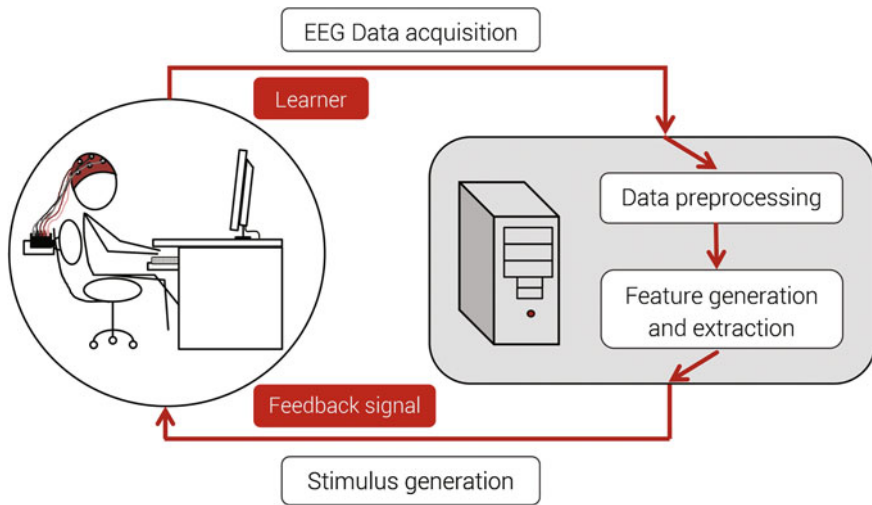 EEG Data acquisition
Learner
Data preprocessing
Feature generation
and extraction
Feedback signal
Stimulus generation